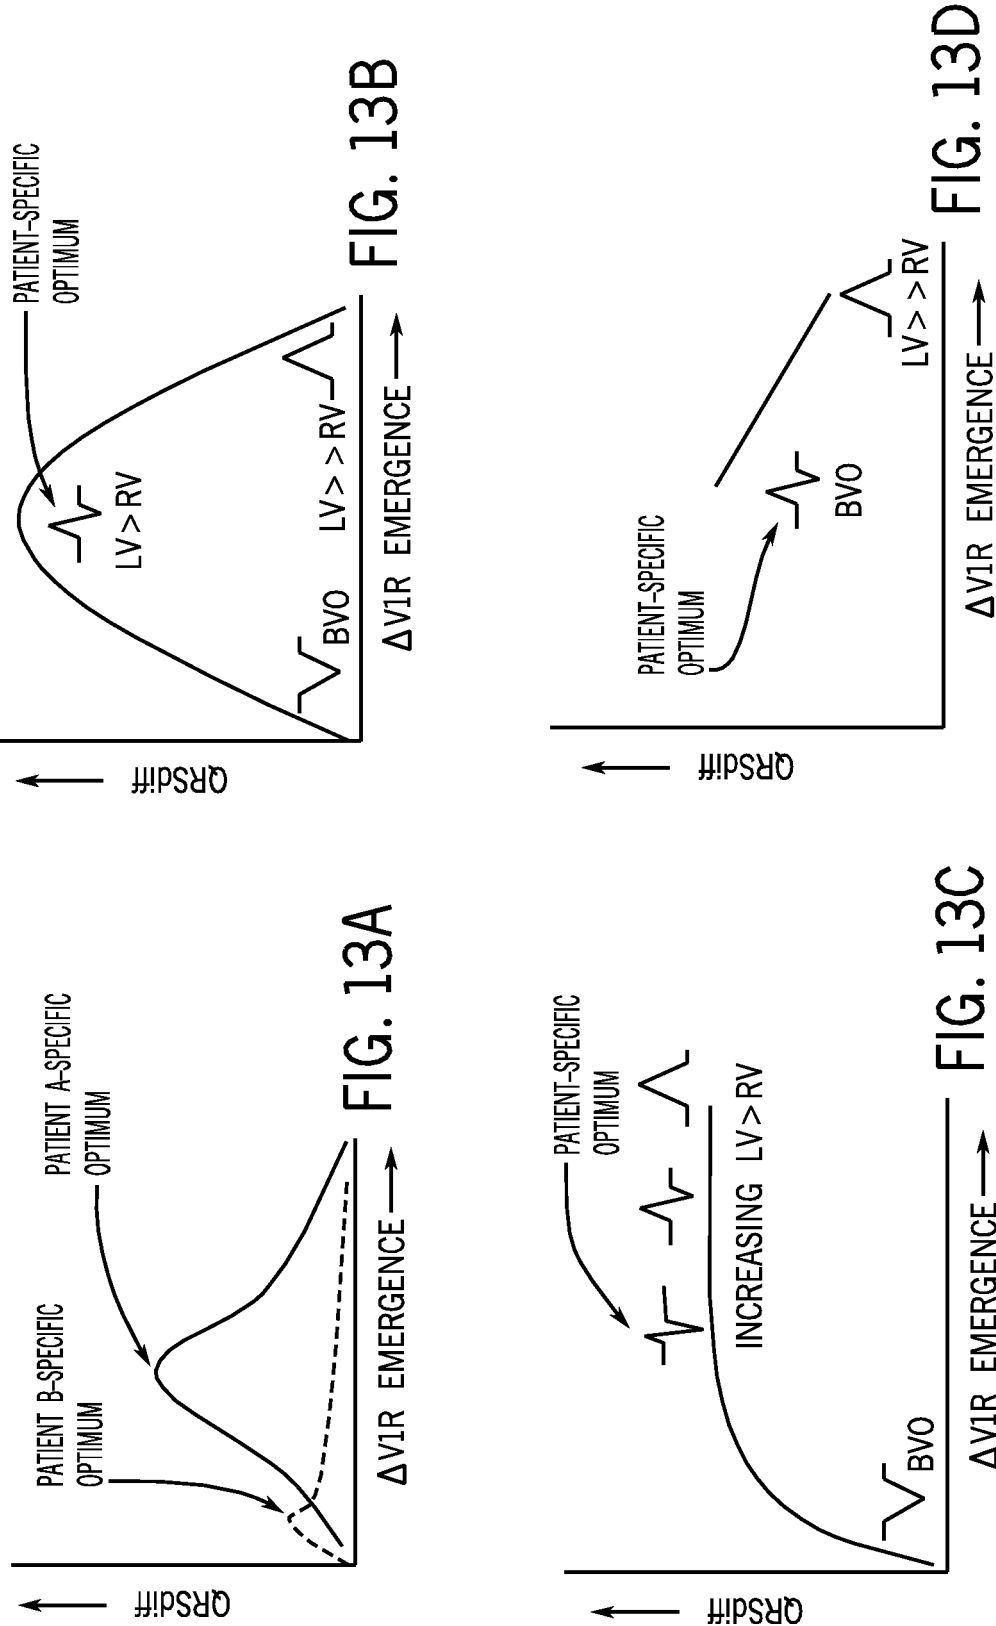 PATIENT B-SPECIFIC
OPTIMUM
PATIENT A-SPECIFIC
OPTIMUM
QRSdiff
ΔV1R EMERGENCE
FIG. 13A
PATIENT-SPECIFIC
OPTIMUM
LV>RV
BVO
LV>>RV
QRSdiff
ΔV1R EMERGENCE
FIG. 13B
PATIENT-SPECIFIC
OPTIMUM
INCREASING LV>RV
BVO
QRSdiff
ΔV1R EMERGENCE
FIG. 13C
PATIENT-SPECIFIC
OPTIMUM
BVO
LV>>RV
QRSdiff
ΔV1R EMERGENCE
FIG. 13D